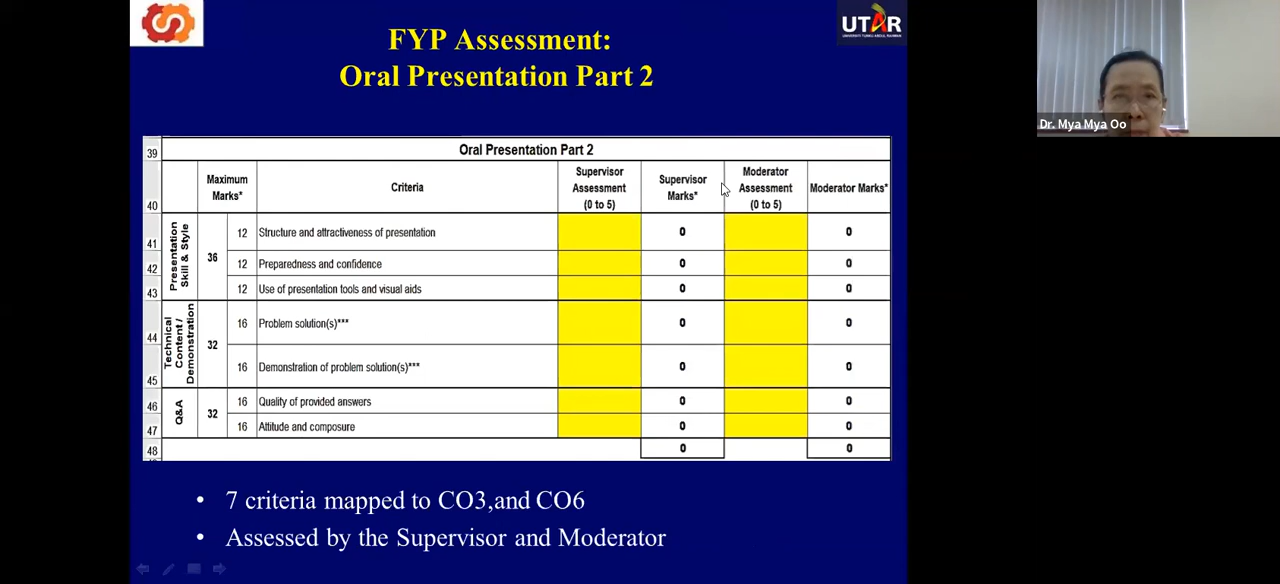 UTAR
UNIVERSITI TUNKU ABDUL RAHMAN
FYP Assessment:
Oral Presentation Part 2
Dr. Mya Mya Oo
39 Oral Presentation Part 2
40 Maximum Marks* Criteria Supervisor Assessment (0 to 5) Supervisor Marks* Moderator Assessment (0 to 5) Moderator Marks*
Presentation Skill & Style 36
41 12 Structure and attractiveness of presentation 0 0
42 12 Preparedness and confidence 0 0
43 12 Use of presentation tools and visual aids 0 0
Technical Content/ Demonstration 32
44 16 Problem solution(s)*** 0 0
45 16 Demonstration of problem solution(s)*** 0 0
Q&A 32
46 16 Quality of provided answers 0 0
47 16 Attitude and composure 0 0
48 0 0
• 7 criteria mapped to CO3,and CO6
• Assessed by the Supervisor and Moderator